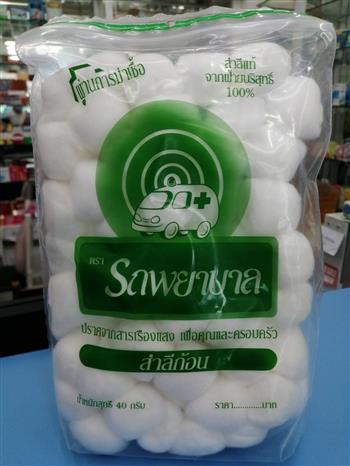 ผ่านการฆ่าเชื้อ
สำลีแท้
จากฝ้ายบริสุทธิ์
100%
ตรา
รถพยาบาล
ปราศจากสารเรืองแสง เพื่อคุณและครอบครัว
สำลีก้อน
น้ำหนักสุทธิ 40 กรัม
ราคา.............บาท